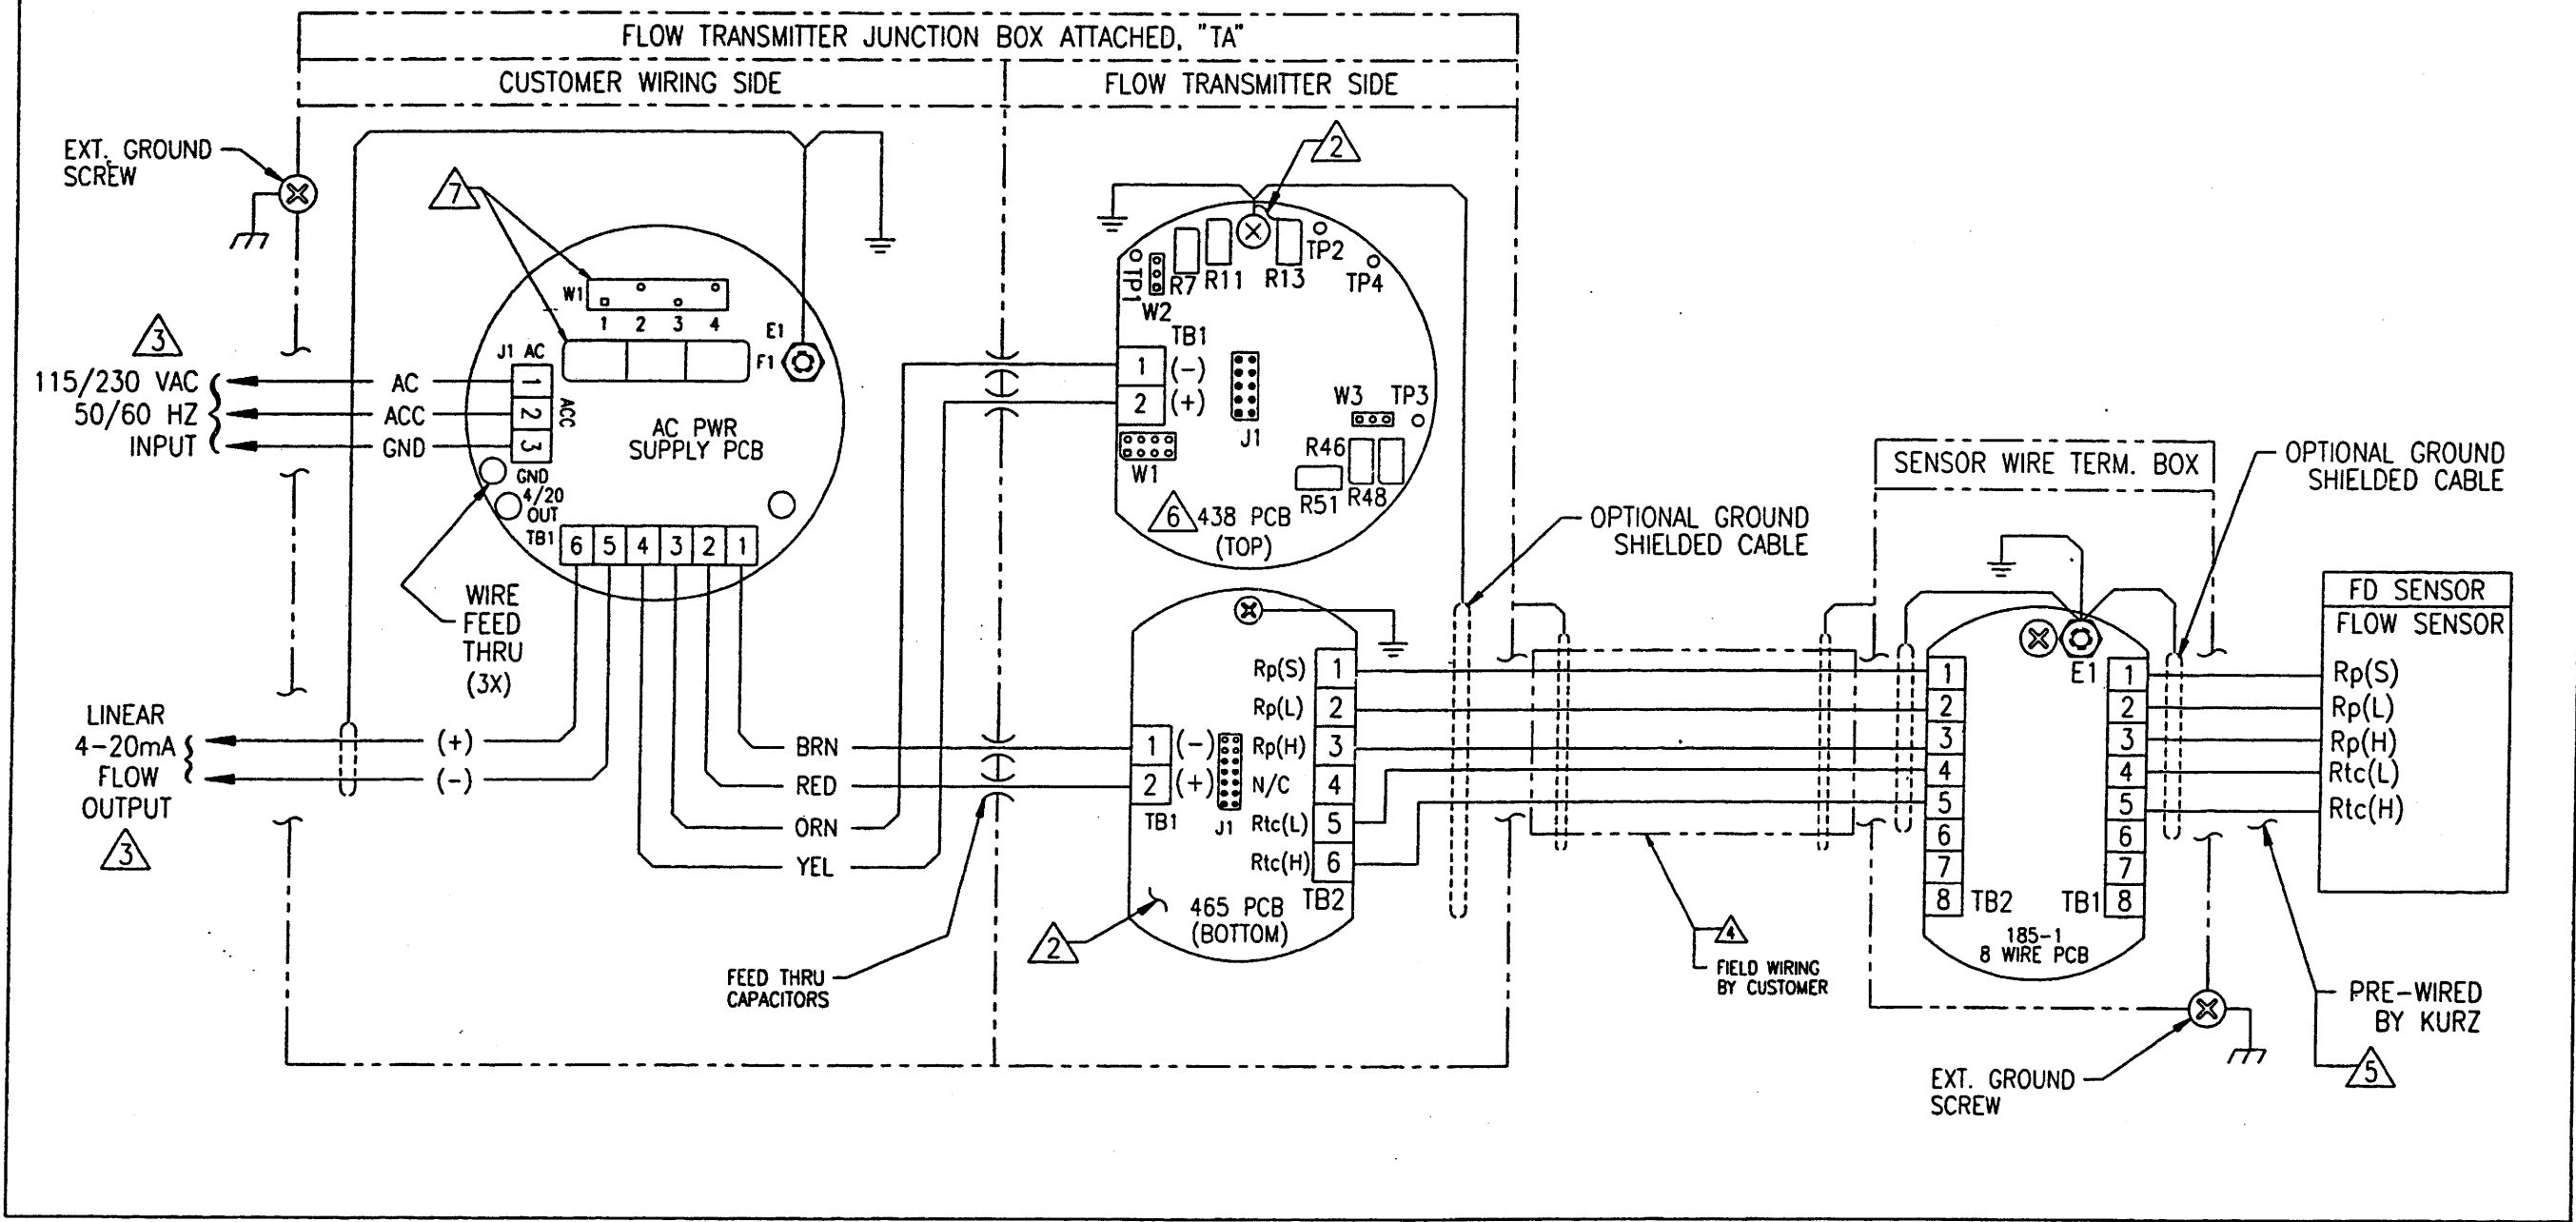 FLOW TRANSMITTER JUNCTION BOX ATTACHED, "TA"
CUSTOMER WIRING SIDE
FLOW TRANSMITTER SIDE
EXT. GROUND
SCREW
7
2
W1
1 2 3 4
E1
F1
J1 AC
1
2
3
ACC
GND
4/20
OUT
AC PWR
SUPPLY PCB
TB1
6 5 4 3 2 1
3
115/230 VAC
50/60 HZ
INPUT
AC
ACC
GND
WIRE
FEED
THRU
(3X)
LINEAR
4-20mA
FLOW
OUTPUT
3
(+)
(-)
BRN
RED
ORN
YEL
FEED THRU
CAPACITORS
TP1
W2
R7
R11
R13
TP2
TP4
TB1
1 (-)
2 (+)
J1
W1
W3
TP3
R46
R51
R48
6
438 PCB
(TOP)
Rp(S) 1
Rp(L) 2
Rp(H) 3
N/C 4
Rtc(L) 5
Rtc(H) 6
TB2
1 (-)
2 (+)
TB1
J1
465 PCB
(BOTTOM)
2
OPTIONAL GROUND
SHIELDED CABLE
4
FIELD WIRING
BY CUSTOMER
SENSOR WIRE TERM. BOX
OPTIONAL GROUND
SHIELDED CABLE
E1
1
2
3
4
5
6
7
8
TB2
1
2
3
4
5
6
7
8
TB1
185-1
8 WIRE PCB
FD SENSOR
FLOW SENSOR
Rp(S)
Rp(L)
Rp(H)
Rtc(L)
Rtc(H)
PRE-WIRED
BY KURZ
5
EXT. GROUND
SCREW